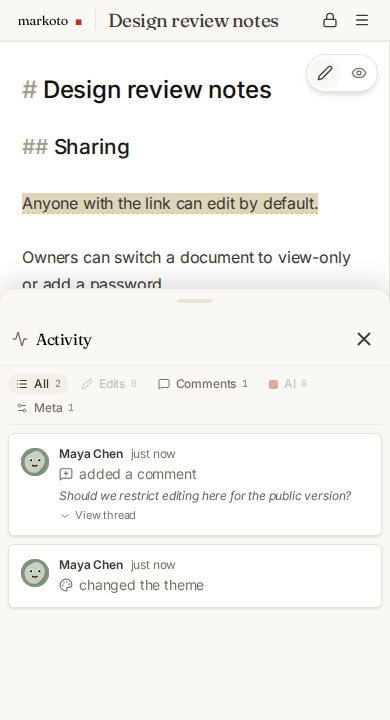 markoto
Design review notes
# Design review notes
## Sharing
Anyone with the link can edit by default.
Owners can switch a document to view-only
or add a password
Activity
All 2 Edits 0 Comments 1 AI 0
Meta 1
Maya Chen just now
added a comment
Should we restrict editing here for the public version?
View thread
Maya Chen just now
changed the theme